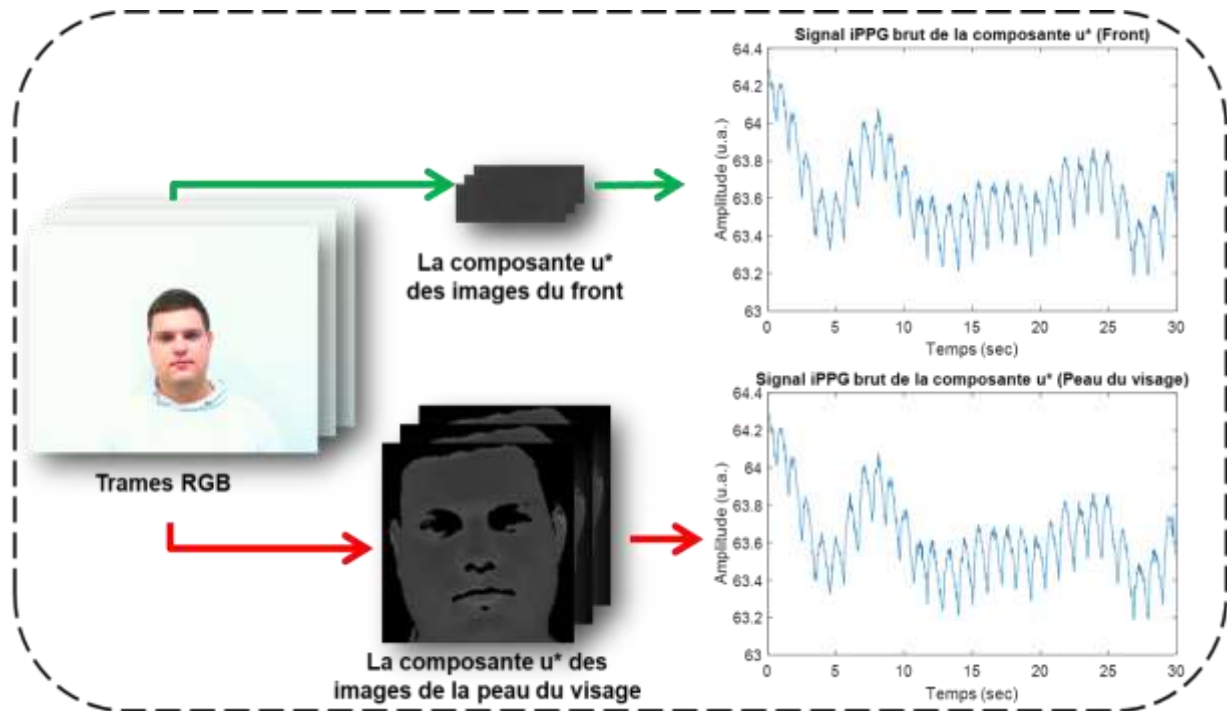 Signal iPPG brut de la composante u* (Front)
64.4
64.2
64
63.8
63.6
63.4
63.2
63
Amplitude (u.a.)
0 5 10 15 20 25 30
Temps (sec)
La composante u*
des images du front
Trames RGB
Signal iPPG brut de la composante u* (Peau du visage)
64.4
64.2
64
63.8
63.6
63.4
63.2
63
Amplitude (u.a.)
0 5 10 15 20 25 30
Temps (sec)
La composante u* des
images de la peau du visage